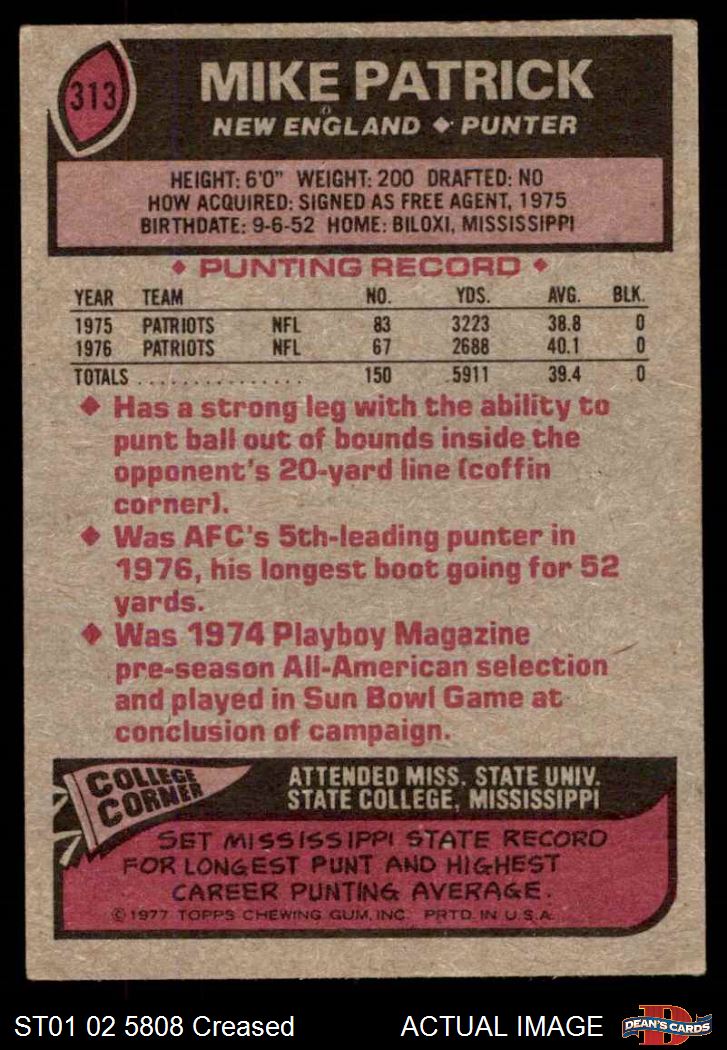 313
MIKE PATRICK
NEW ENGLAND ◆ PUNTER
HEIGHT: 6'0" WEIGHT: 200 DRAFTED: NO
HOW ACQUIRED: SIGNED AS FREE AGENT, 1975
BIRTHDATE: 9-6-52 HOME: BILOXI, MISSISSIPPI
◆ PUNTING RECORD ◆
YEAR TEAM NO. YDS. AVG. BLK.
1975 PATRIOTS NFL 83 3223 38.8 0
1976 PATRIOTS NFL 67 2688 40.1 0
TOTALS . . . . . . . . . . . . . . . . 150 5911 39.4 0
◆ Has a strong leg with the ability to
punt ball out of bounds inside the
opponent's 20-yard line (coffin
corner).
◆ Was AFC's 5th-leading punter in
1976, his longest boot going for 52
yards.
◆ Was 1974 Playboy Magazine
pre-season All-American selection
and played in Sun Bowl Game at
conclusion of campaign.
COLLEGE
CORNER
ATTENDED MISS. STATE UNIV.
STATE COLLEGE, MISSISSIPPI
SET MISSISSIPPI STATE RECORD
FOR LONGEST PUNT AND HIGHEST
CAREER PUNTING AVERAGE.
©1977 TOPPS CHEWING GUM, INC. PRTD. IN U.S.A.
ST01 02 5808 Creased ACTUAL IMAGE
D
DEAN'S CARDS